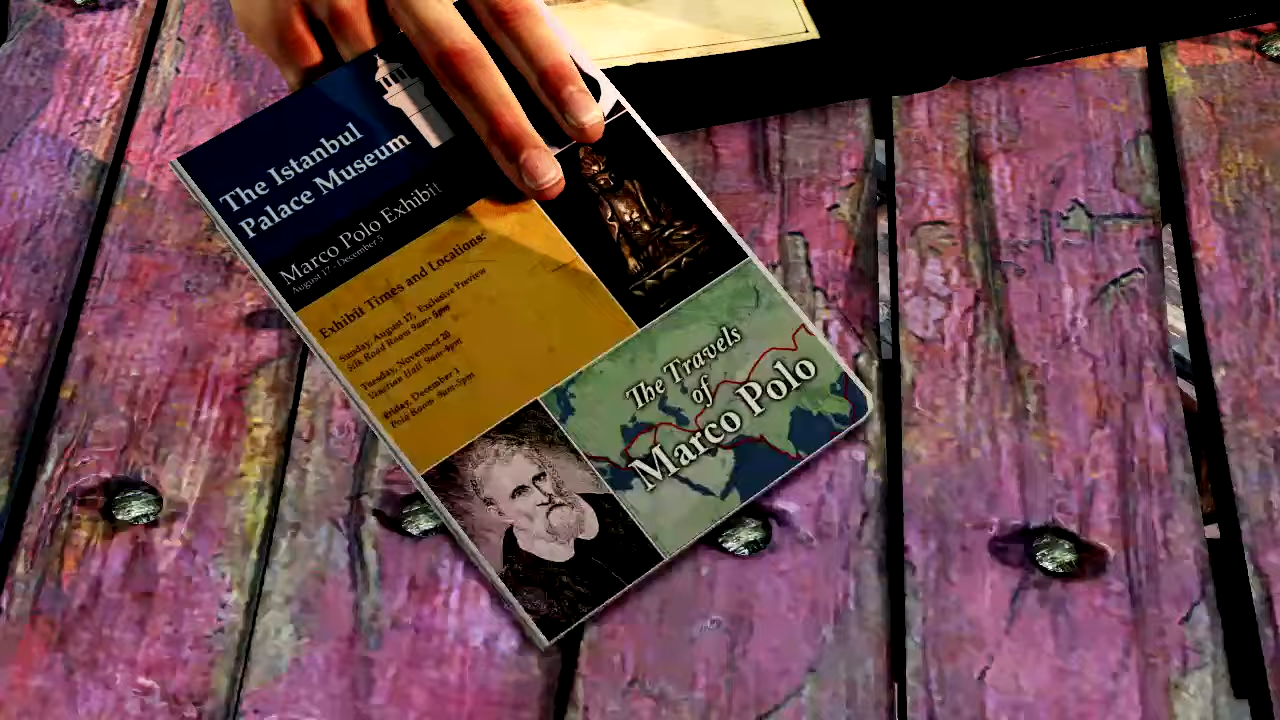 The Istanbul
Palace Museum
Marco Polo Exhibit
August 17 - December 5
Exhibit Times and Locations:
Sunday, August 17, Exclusive Preview
Silk Road Room 9am-5pm
Tuesday, November 20
Venetian Hall 9am-4pm
Friday, December 3
Polo Room 9am-5pm
The Travels
of
Marco Polo